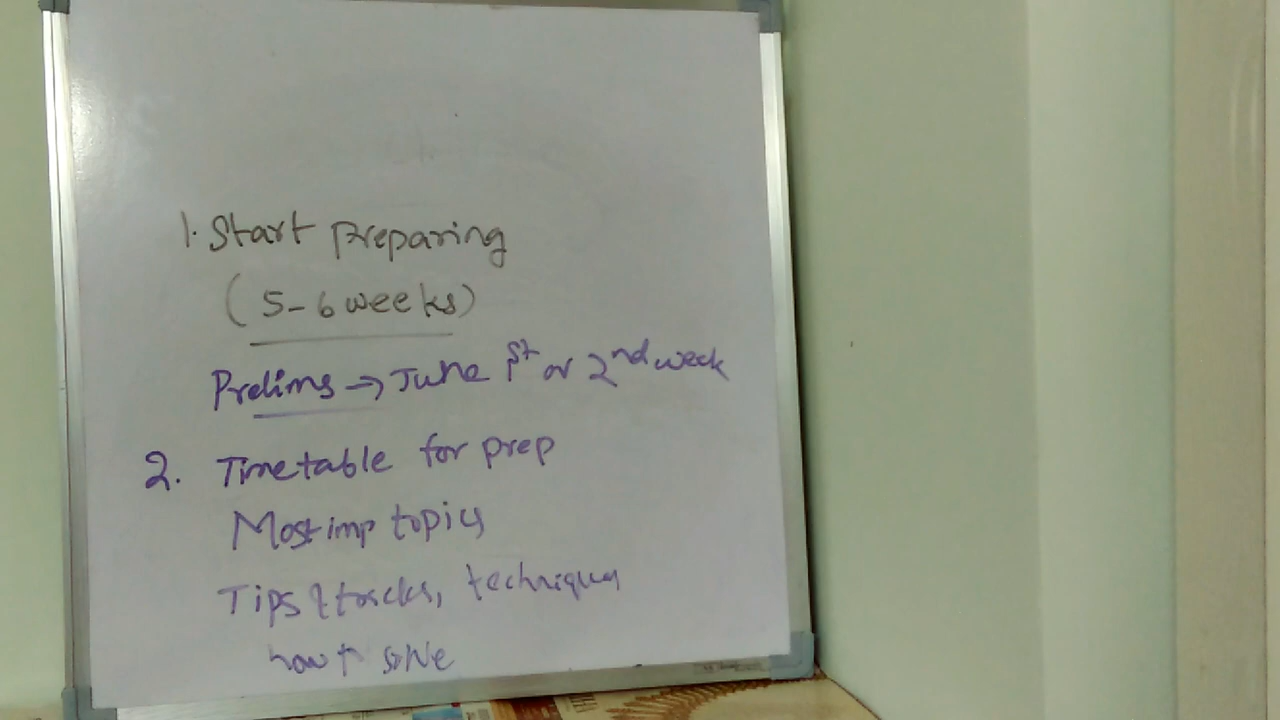 1. Start preparing
(5-6 weeks)
Prelims → June 1st or 2nd week
2. Timetable for prep
Most imp topics
Tips & tricks, techniques
how to solve